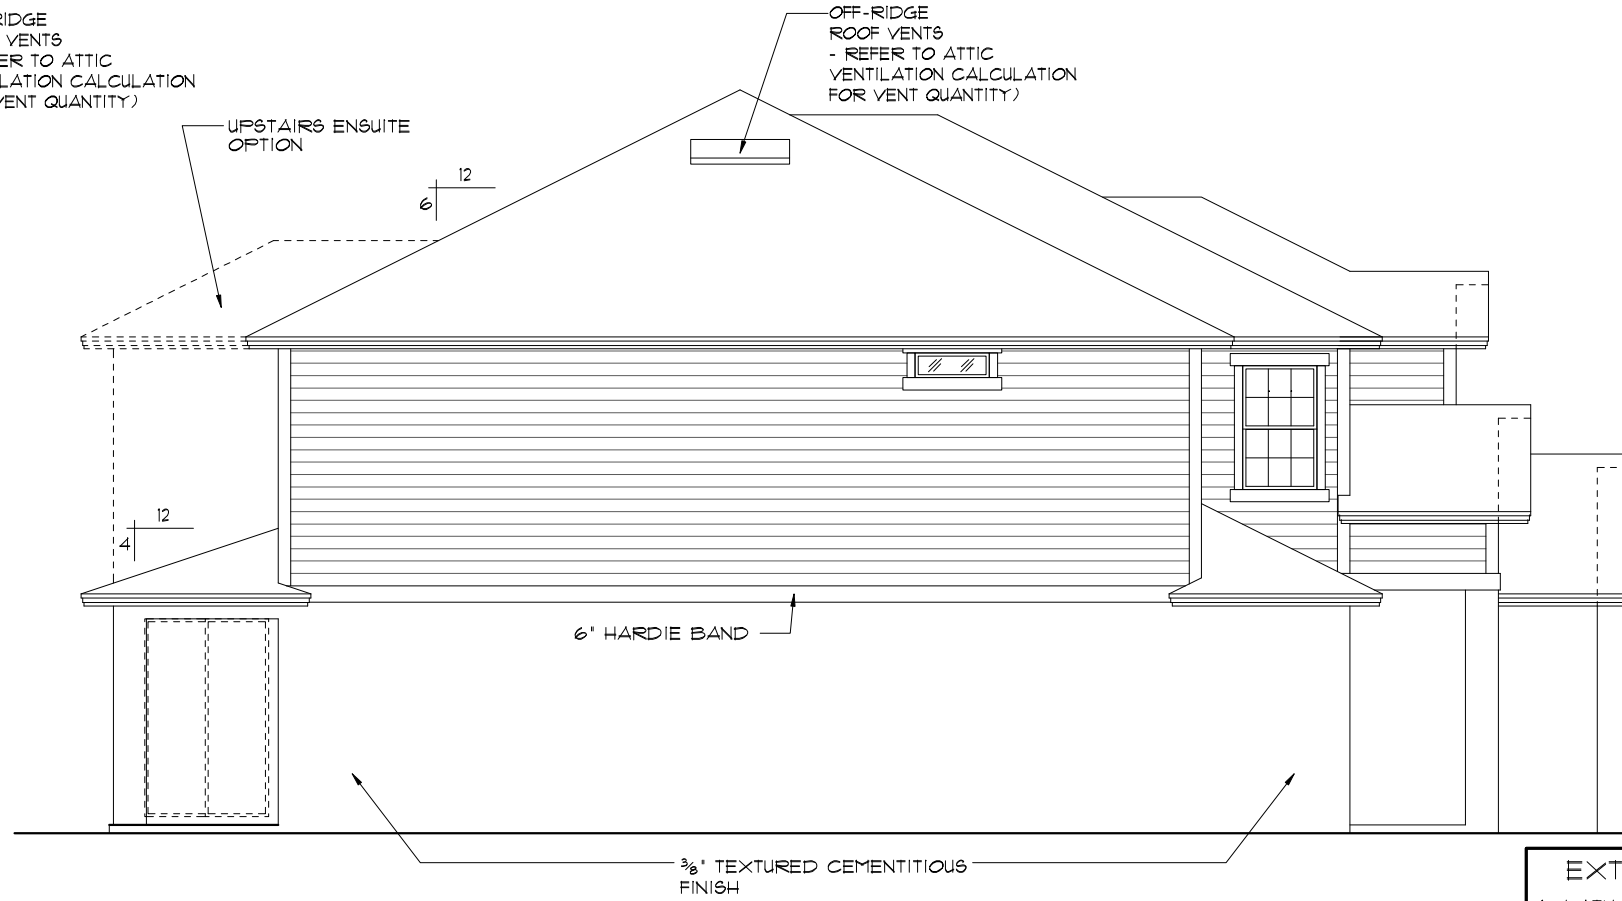 RIDGE
VENTS
ER TO ATTIC
LATION CALCULATION
VENT QUANTITY)
OFF-RIDGE
ROOF VENTS
- REFER TO ATTIC
VENTILATION CALCULATION
FOR VENT QUANTITY)
UPSTAIRS ENSUITE
OPTION
12
6
12
4
6" HARDIE BAND
3/8" TEXTURED CEMENTITIOUS
FINISH
EXT